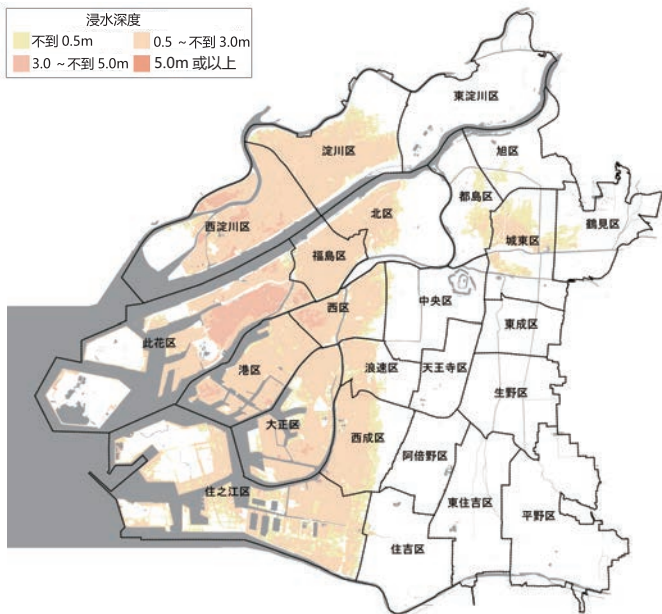 浸水深度
不到 0.5m
0.5 ～不到 3.0m
3.0 ～不到 5.0m
5.0m 或以上
東淀川区
淀川区
旭区
都島区
北区
西淀川区
鶴見区
城東区
福島区
中央区
西区
東成区
此花区
港区
浪速区
天王寺区
生野区
大正区
西成区
阿倍野区
住之江区
東住吉区
平野区
住吉区